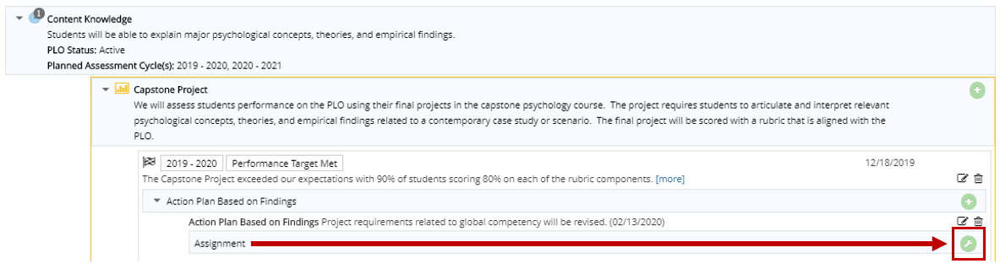 1
Content Knowledge
Students will be able to explain major psychological concepts, theories, and empirical findings.
PLO Status: Active
Planned Assessment Cycle(s): 2019 - 2020, 2020 - 2021
Capstone Project
We will assess students performance on the PLO using their final projects in the capstone psychology course.  The project requires students to articulate and interpret relevant
psychological concepts, theories, and empirical findings related to a contemporary case study or scenario.  The final project will be scored with a rubric that is aligned with the
PLO.
2019 - 2020 Performance Target Met 12/18/2019
The Capstone Project exceeded our expectations with 90% of students scoring 80% on each of the rubric components. [more]
Action Plan Based on Findings
Action Plan Based on Findings Project requirements related to global competency will be revised. (02/13/2020)
Assignment